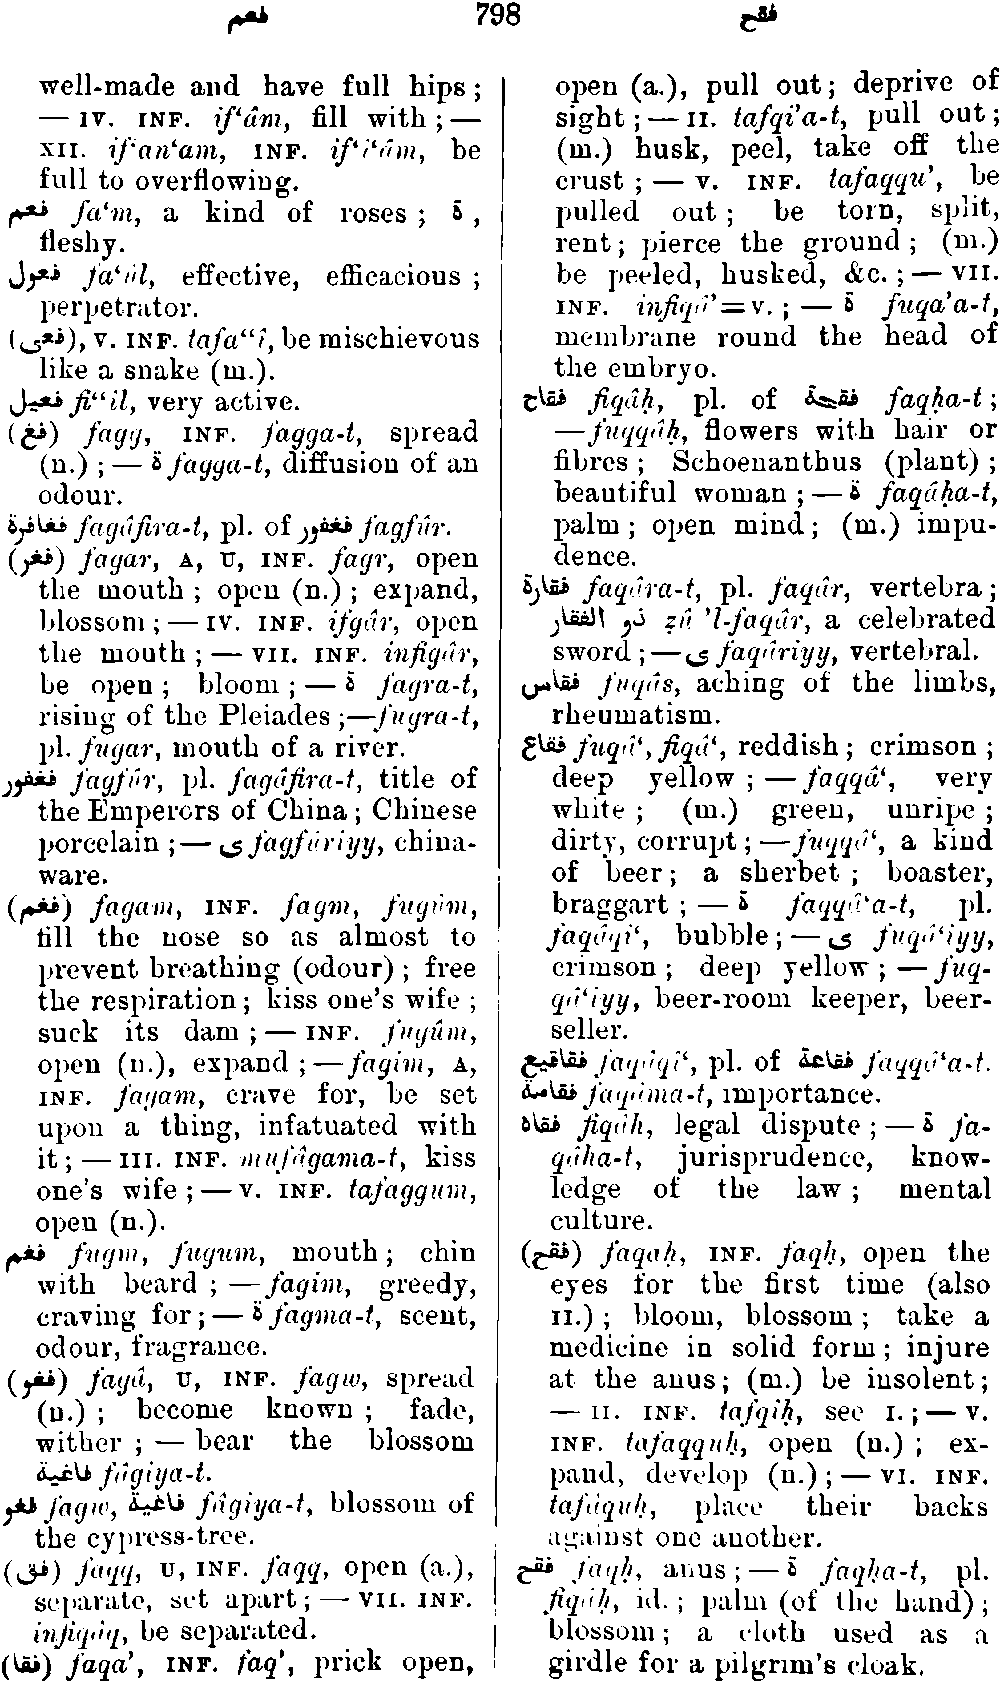 فعم 798 فقح
well-made and have full hips;
— IV. INF. if‘âm, fill with; —
XII. if‘an‘am, INF. if‘î‘âm, be
full to overflowing.
فعم fa‘m, a kind of roses; ة,
fleshy.
فعول fa‘ûl, effective, efficacious;
perpetrator.
(فعى), V. INF. tafa“î, be mischievous
like a snake (m.).
فعيل fi“îl, very active.
(فغ) fagg, INF. fagga-t, spread
(n.); — ة fagga-t, diffusion of an
odour.
فغافرة fagâfira-t, pl. of فغفور fagfûr.
(فغر) fagar, A, U, INF. fagr, open
the mouth; open (n.); expand,
blossom; — IV. INF. ifgâr, open
the mouth; — VII. INF. infigâr,
be open; bloom; — ة fagra-t,
rising of the Pleiades; — fugra-t,
pl. fugar, mouth of a river.
فغفور fagfûr, pl. fagâfira-t, title of
the Emperors of China; Chinese
porcelain; — ى fagfûriyy, china-
ware.
(فغم) fagam, INF. fagm, fugûm,
fill the nose so as almost to
prevent breathing (odour); free
the respiration; kiss one's wife;
suck its dam; — INF. fugûm,
open (n.), expand; — fagim, A,
INF. fagam, crave for, be set
upon a thing, infatuated with
it; — III. INF. mufâgama-t, kiss
one's wife; — V. INF. tafaggum,
open (n.).
فغم fugm, fugum, mouth; chin
with beard; — fagim, greedy,
craving for; — ة fagma-t, scent,
odour, fragrance.
(فغو) fagâ, U, INF. fagw, spread
(n.); become known; fade,
wither; — bear the blossom
فاغية fâgiya-t.
فغو fagw, فاغية fâgiya-t, blossom of
the cypress-tree.
(فق) faqq, U, INF. faqq, open (a.),
separate, set apart; — VII. INF.
infiqâq, be separated.
(فقا) faqa’, INF. faq’, prick open,
open (a.), pull out; deprive of
sight; — II. tafqi’a-t, pull out;
(m.) husk, peel, take off the
crust; — V. INF. tafaqqu’, be
pulled out; be torn, split,
rent; pierce the ground; (m.)
be peeled, husked, &c.; — VII.
INF. infiqâ’ = V.; — ة fuqa’a-t,
membrane round the head of
the embryo.
فقاح fiqâḥ, pl. of فقحة faqḥa-t;
— fuqqâḥ, flowers with hair or
fibres; Schoenanthus (plant);
beautiful woman; — ة faqâḥa-t,
palm; open mind; (m.) impu-
dence.
فقارة faqâra-t, pl. faqâr, vertebra;
ذو الفقار ẕû ’l-faqâr, a celebrated
sword; — ى faqâriyy, vertebral.
فقاس fuqâs, aching of the limbs,
rheumatism.
فقاع fuqâ‘, fiqâ‘, reddish; crimson;
deep yellow; — faqqâ‘, very
white; (m.) green, unripe;
dirty, corrupt; — fuqqâ‘, a kind
of beer; a sherbet; boaster,
braggart; — ة faqqâ‘a-t, pl.
faqâqî‘, bubble; — ى fuqâ‘iyy,
crimson; deep yellow; — fuq-
qâ‘iyy, beer-room keeper, beer-
seller.
فقاقيع faqâqî‘, pl. of فقاعة faqqâ‘a-t.
فقامة faqâma-t, importance.
فقاه fiqâh, legal dispute; — ة fa-
qâha-t, jurisprudence, know-
ledge of the law; mental
culture.
(فقح) faqaḥ, INF. faqḥ, open the
eyes for the first time (also
II.); bloom, blossom; take a
medicine in solid form; injure
at the anus; (m.) be insolent;
— II. INF. tafqîḥ, see I.; — V.
INF. tafaqquḥ, open (n.); ex-
pand, develop (n.); — VI. INF.
tafâquḥ, place their backs
against one another.
فقح faqḥ, anus; — ة faqḥa-t, pl.
fiqâḥ, id.; palm (of the hand);
blossom; a cloth used as a
girdle for a pilgrim's cloak.